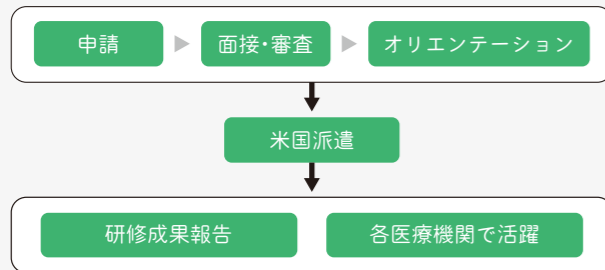 申請
面接・審査
オリエンテーション
米国派遣
研修成果報告
各医療機関で活躍